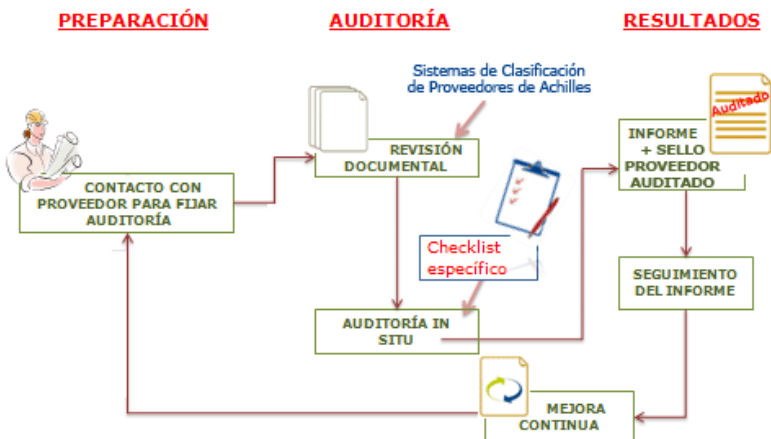 PREPARACIÓN
AUDITORÍA
RESULTADOS
Sistemas de Clasificación
de Proveedores de Achilles
Auditado
REVISIÓN
DOCUMENTAL
INFORME
+ SELLO
PROVEEDOR
AUDITADO
CONTACTO CON
PROVEEDOR PARA FIJAR
AUDITORÍA
Checklist
específico
SEGUIMIENTO
DEL INFORME
AUDITORÍA IN
SITU
MEJORA
CONTINUA